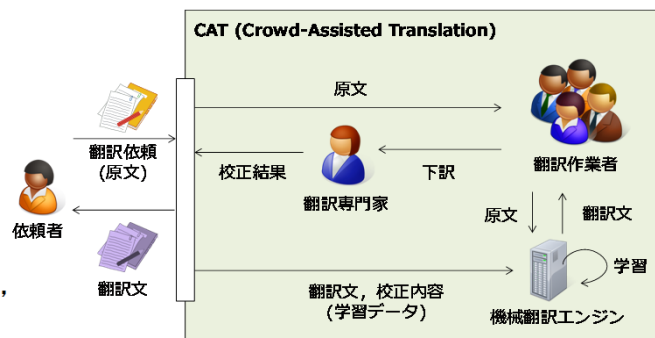 CAT (Crowd-Assisted Translation)
原文
翻訳依頼
(原文)
校正結果
翻訳専門家
下訳
翻訳作業者
依頼者
原文
翻訳文
学習
翻訳文
翻訳文，校正内容
(学習データ)
機械翻訳エンジン
，